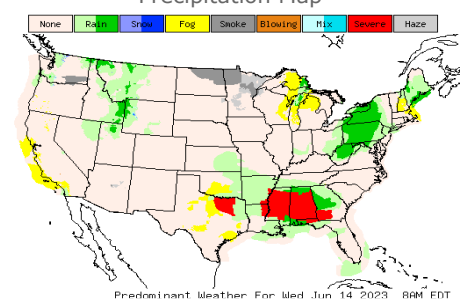 Precipitation Map
None Rain Snow Fog Smoke Blowing Mix Severe Haze
Predominant Weather For Wed Jun 14 2023 8AM EDT